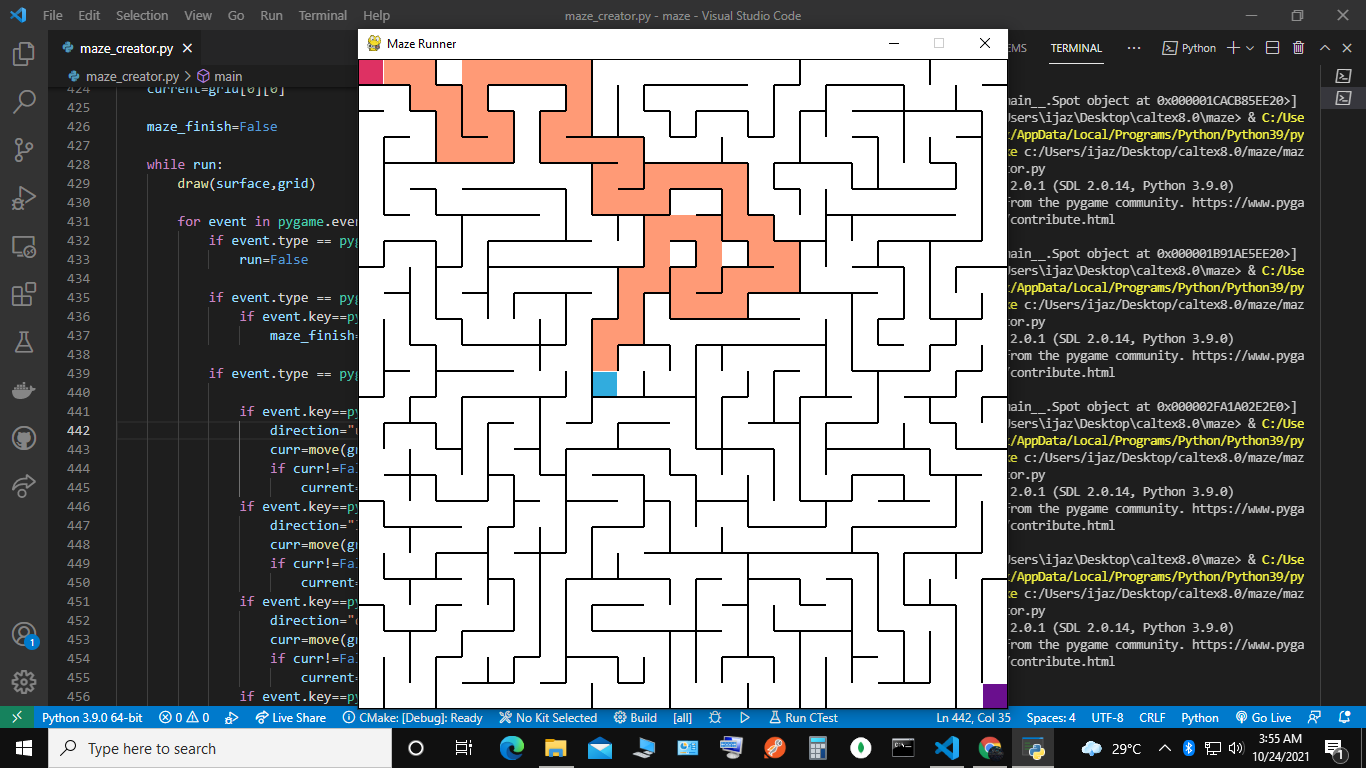 File Edit Selection View Go Run Terminal Help
maze_creator.py - maze - Visual Studio Code
maze_creator.py
maze_creator.py > main
424 current=grid[0][0]
425
426 maze_finish=False
427
428 while run:
429 draw(surface,grid)
430
431 for event in pygame.even
432 if event.type == pyg
433 run=False
434
435 if event.type == pyg
436 if event.key==py
437 maze_finish=
438
439 if event.type == pyg
440
441 if event.key==py
442 direction="u
443 curr=move(gr
444 if curr!=Fal
445 current=
446 if event.key==py
447 direction="l
448 curr=move(gr
449 if curr!=Fal
450 current=
451 if event.key==py
452 direction="d
453 curr=move(gr
454 if curr!=Fal
455 current=
456 if event.key==py
Maze Runner
EMS TERMINAL ··· Python
ain__.Spot object at 0x000001CACB85EE20>]
Users\ijaz\Desktop\caltex8.0\maze> & C:/Use
/AppData/Local/Programs/Python/Python39/py
ke c:/Users/ijaz/Desktop/caltex8.0/maze/maz
tor.py
2.0.1 (SDL 2.0.14, Python 3.9.0)
from the pygame community. https://www.pyga
/contribute.html
ain__.Spot object at 0x000001B91AE5EE20>]
Users\ijaz\Desktop\caltex8.0\maze> & C:/Use
/AppData/Local/Programs/Python/Python39/py
ke c:/Users/ijaz/Desktop/caltex8.0/maze/maz
tor.py
2.0.1 (SDL 2.0.14, Python 3.9.0)
from the pygame community. https://www.pyga
/contribute.html
ain__.Spot object at 0x000002FA1A02E2E0>]
Users\ijaz\Desktop\caltex8.0\maze> & C:/Use
/AppData/Local/Programs/Python/Python39/py
ke c:/Users/ijaz/Desktop/caltex8.0/maze/maz
tor.py
2.0.1 (SDL 2.0.14, Python 3.9.0)
from the pygame community. https://www.pyga
/contribute.html
Users\ijaz\Desktop\caltex8.0\maze> & C:/Use
/AppData/Local/Programs/Python/Python39/py
ke c:/Users/ijaz/Desktop/caltex8.0/maze/maz
tor.py
2.0.1 (SDL 2.0.14, Python 3.9.0)
from the pygame community. https://www.pyga
/contribute.html
1
Python 3.9.0 64-bit 0 0 Live Share CMake: [Debug]: Ready No Kit Selected Build [all] Run CTest Ln 442, Col 35 Spaces: 4 UTF-8 CRLF Python Go Live
Type here to search
29°C
3:55 AM
10/24/2021
1